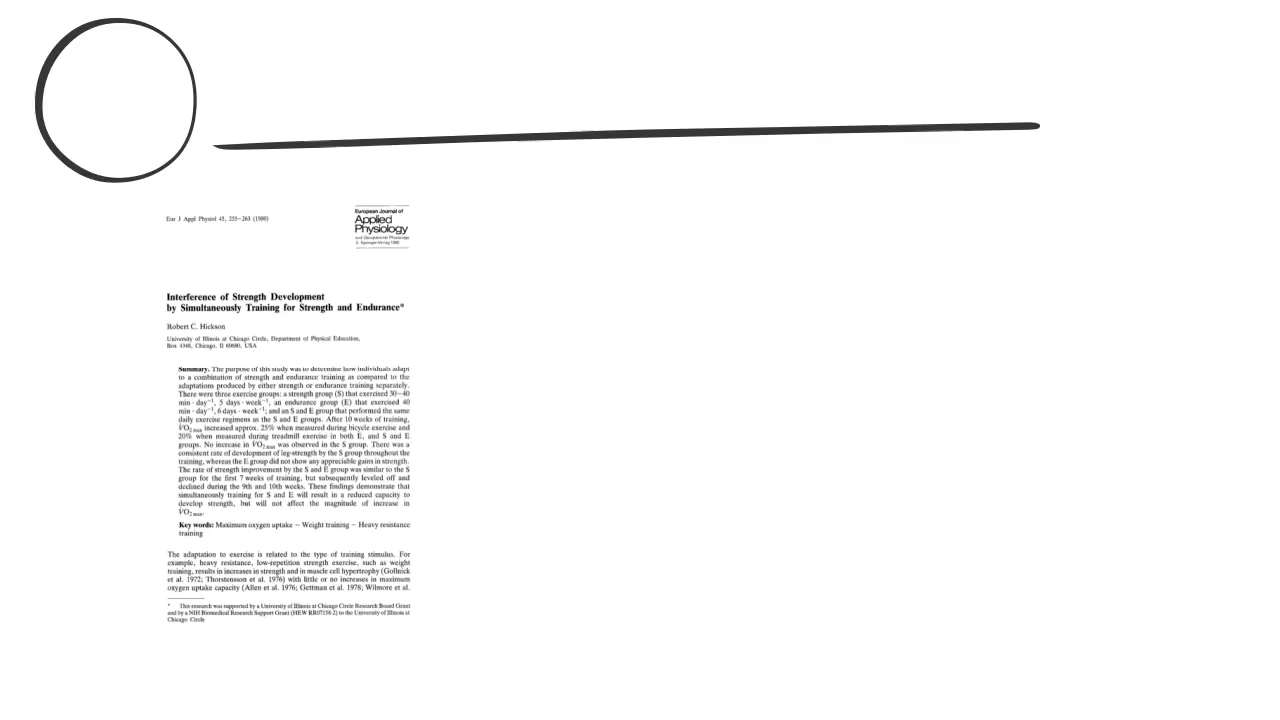 Eur J Appl Physiol 45, 255–263 (1980)
European Journal of
Applied
Physiology
and Occupational Physiology
© Springer-Verlag 1980
Interference of Strength Development
by Simultaneously Training for Strength and Endurance*
Robert C. Hickson
University of Illinois at Chicago Circle, Department of Physical Education,
Box 4348, Chicago, Il 60680, USA
Summary. The purpose of this study was to determine how individuals adapt
to a combination of strength and endurance training as compared to the
adaptations produced by either strength or endurance training separately.
There were three exercise groups: a strength group (S) that exercised 30–40
min · day⁻¹, 5 days · week⁻¹, an endurance group (E) that exercised 40
min · day⁻¹, 6 days · week⁻¹; and an S and E group that performed the same
daily exercise regimens as the S and E groups. After 10 weeks of training,
V̇O₂ max increased approx. 25% when measured during bicycle exercise and
20% when measured during treadmill exercise in both E, and S and E
groups. No increase in V̇O₂ max was observed in the S group. There was a
consistent rate of development of leg-strength by the S group throughout the
training, whereas the E group did not show any appreciable gains in strength.
The rate of strength improvement by the S and E group was similar to the S
group for the first 7 weeks of training, but subsequently leveled off and
declined during the 9th and 10th weeks. These findings demonstrate that
simultaneously training for S and E will result in a reduced capacity to
develop strength, but will not affect the magnitude of increase in
V̇O₂ max.
Key words: Maximum oxygen uptake – Weight training – Heavy resistance
training
The adaptation to exercise is related to the type of training stimulus. For
example, heavy resistance, low-repetition strength exercise, such as weight
training, results in increases in strength and in muscle cell hypertrophy (Gollnick
et al. 1972; Thorstensson et al. 1976) with little or no increases in maximum
oxygen uptake capacity (Allen et al. 1976; Gettman et al. 1978; Wilmore et al.
* This research was supported by a University of Illinois at Chicago Circle Research Board Grant
and by a NIH Biomedical Research Support Grant (HEW RR07158-2) to the University of Illinois at
Chicago Circle